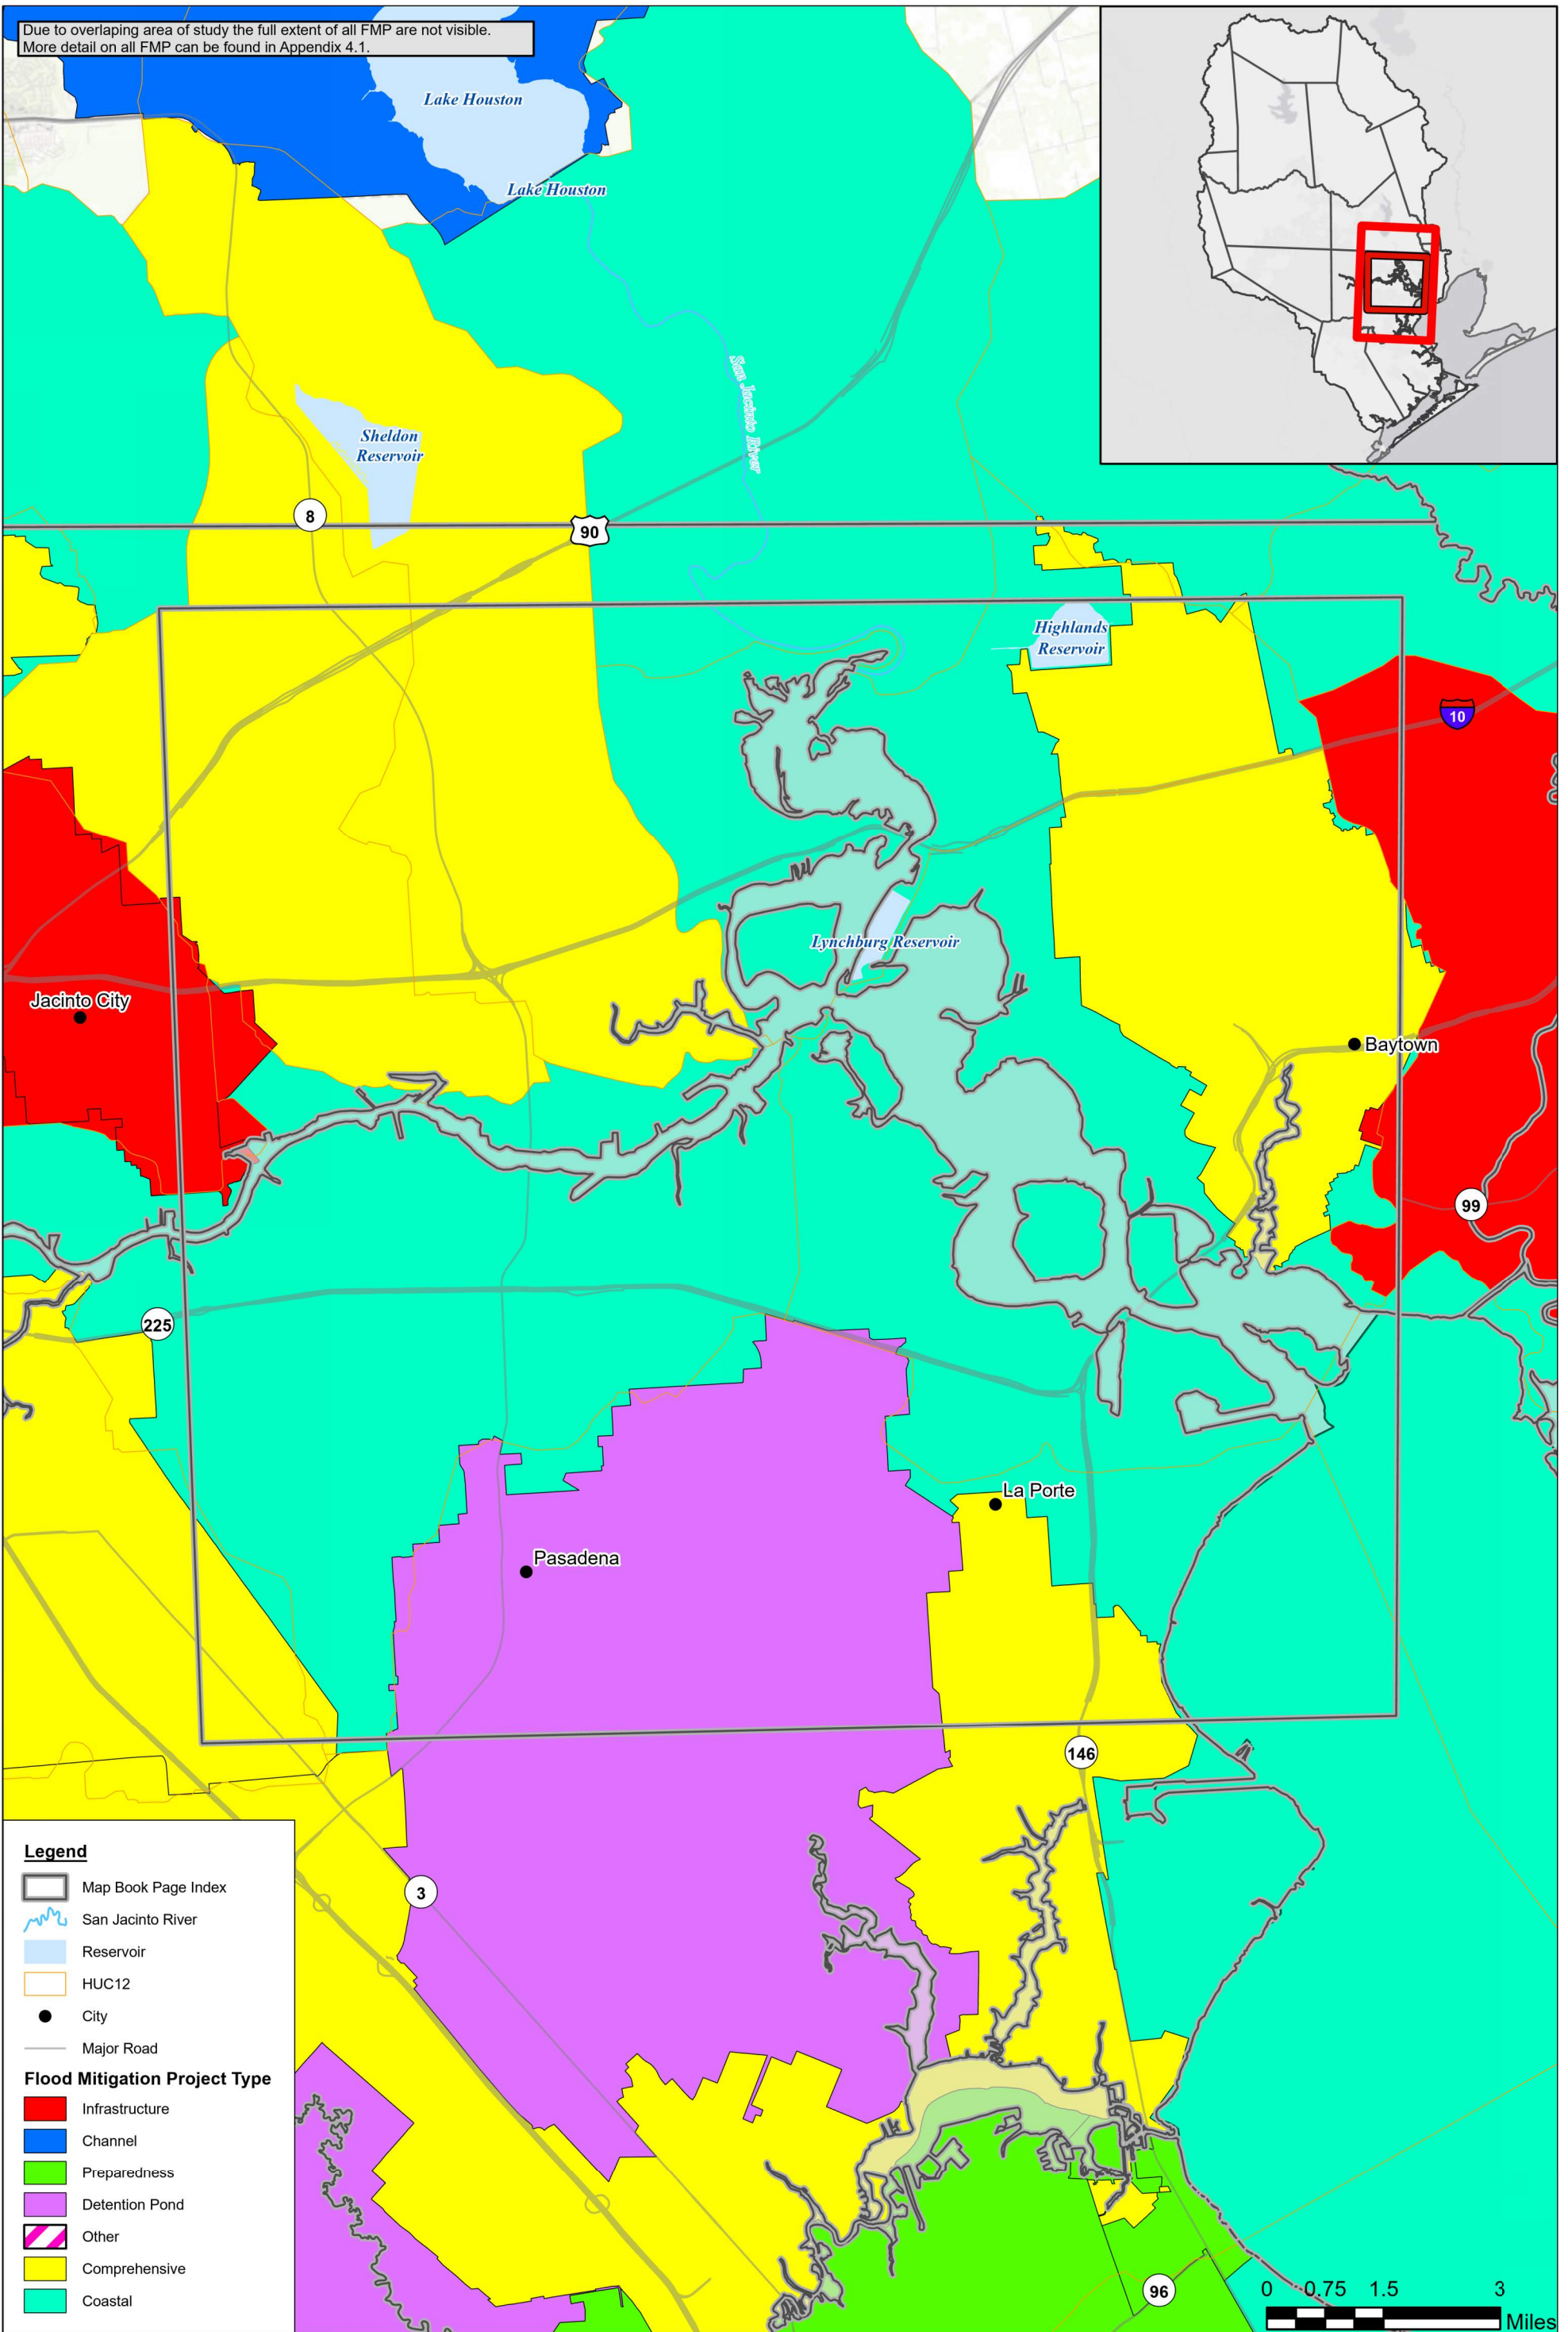 Due to overlaping area of study the full extent of all FMP are not visible.
More detail on all FMP can be found in Appendix 4.1.
Lake Houston
Lake Houston
San Jacinto River
Sheldon
Reservoir
8
90
Highlands
Reservoir
10
Lynchburg Reservoir
Jacinto City
Baytown
99
225
La Porte
Pasadena
146
3
96
Legend
Map Book Page Index
San Jacinto River
Reservoir
HUC12
City
Major Road
Flood Mitigation Project Type
Infrastructure
Channel
Preparedness
Detention Pond
Other
Comprehensive
Coastal
0 0.75 1.5 3
Miles